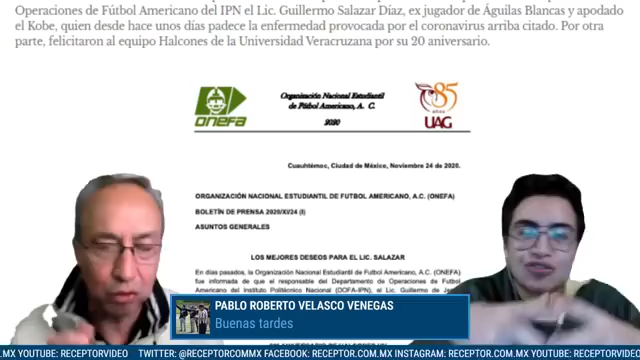 Operaciones de Fútbol Americano del IPN el Lic. Guillermo Salazar Díaz, ex jugador de Águilas Blancas y apodado
el Kobe, quien desde hace unos días padece la enfermedad provocada por el coronavirus arriba citado. Por otra
parte, felicitaron al equipo Halcones de la Universidad Veracruzana por su 20 aniversario.
ONEFA
Organización Nacional Estudiantil
de Fútbol Americano, A. C.
2020
85
años
UAG
Cuauhtémoc, Ciudad de México, Noviembre 24 de 2020.
ORGANIZACIÓN NACIONAL ESTUDIANTIL DE FUTBOL AMERICANO, A.C. (ONEFA)
BOLETÍN DE PRENSA 2020/XI/24 (I)
ASUNTOS GENERALES
LOS MEJORES DESEOS PARA EL LIC. SALAZAR
En días pasados, la Organización Nacional Estudiantil de Futbol Americano, A.C. (ONEFA)
fue informada de que el responsable del Departamento de Operaciones de Futbol
Americano del Instituto Politécnico Nacional (DOFA-IPN), el Lic. Guillermo de
PABLO ROBERTO VELASCO VENEGAS
Buenas tardes
.MX YOUTUBE: RECEPTORVIDEO TWITTER: @RECEPTORCOMMX FACEBOOK: RECEPTOR.COM.MX INSTAGRAM: RECEPTOR.COM.MX YOUTUBE: RECEPTORVIDEO